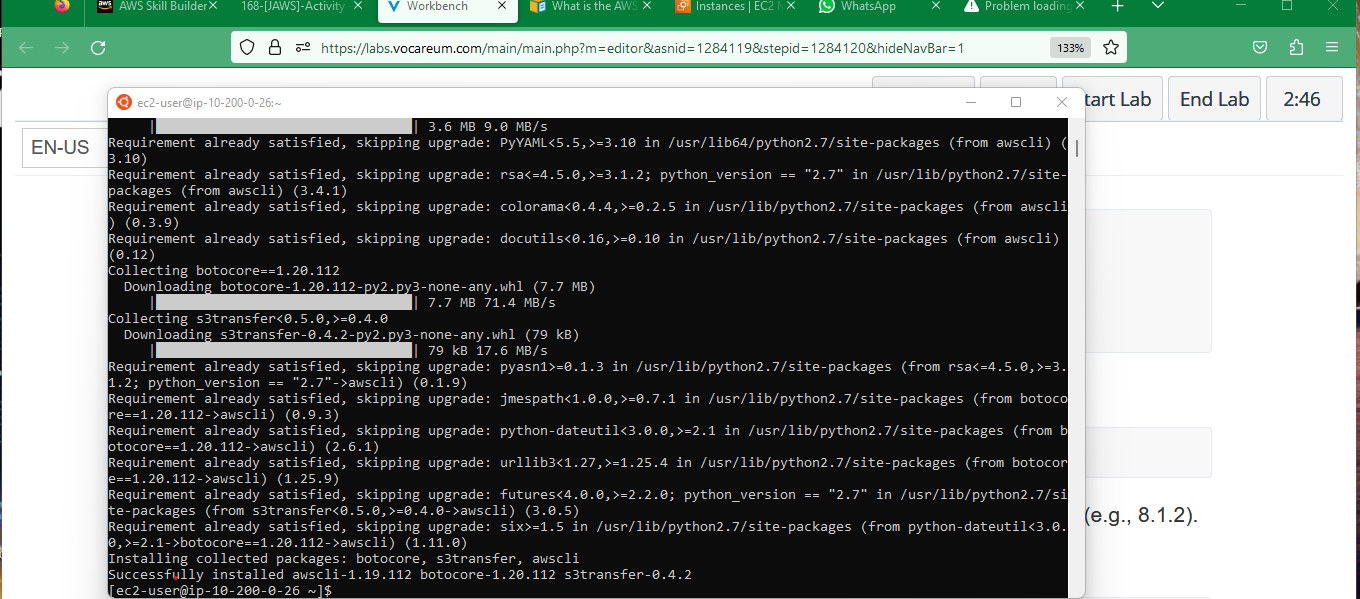 AWS Skill Builder
168-[JAWS]-Activity
Workbench
What is the AWS
Instances | EC2 M
WhatsApp
Problem loading
https://labs.vocareum.com/main/main.php?m=editor&asnid=1284119&stepid=1284120&hideNavBar=1
133%
tart Lab
End Lab
2:46
EN-US
ec2-user@ip-10-200-0-26:~
| | 3.6 MB 9.0 MB/s
Requirement already satisfied, skipping upgrade: PyYAML<5.5,>=3.10 in /usr/lib64/python2.7/site-packages (from awscli) (
3.10)
Requirement already satisfied, skipping upgrade: rsa<=4.5.0,>=3.1.2; python_version == "2.7" in /usr/lib/python2.7/site-
packages (from awscli) (3.4.1)
Requirement already satisfied, skipping upgrade: colorama<0.4.4,>=0.2.5 in /usr/lib/python2.7/site-packages (from awscli
) (0.3.9)
Requirement already satisfied, skipping upgrade: docutils<0.16,>=0.10 in /usr/lib/python2.7/site-packages (from awscli)
(0.12)
Collecting botocore==1.20.112
Downloading botocore-1.20.112-py2.py3-none-any.whl (7.7 MB)
| | 7.7 MB 71.4 MB/s
Collecting s3transfer<0.5.0,>=0.4.0
Downloading s3transfer-0.4.2-py2.py3-none-any.whl (79 kB)
| | 79 kB 17.6 MB/s
Requirement already satisfied, skipping upgrade: pyasn1>=0.1.3 in /usr/lib/python2.7/site-packages (from rsa<=4.5.0,>=3.
1.2; python_version == "2.7"->awscli) (0.1.9)
Requirement already satisfied, skipping upgrade: jmespath<1.0.0,>=0.7.1 in /usr/lib/python2.7/site-packages (from botoco
re==1.20.112->awscli) (0.9.3)
Requirement already satisfied, skipping upgrade: python-dateutil<3.0.0,>=2.1 in /usr/lib/python2.7/site-packages (from b
otocore==1.20.112->awscli) (2.6.1)
Requirement already satisfied, skipping upgrade: urllib3<1.27,>=1.25.4 in /usr/lib/python2.7/site-packages (from botocor
e==1.20.112->awscli) (1.25.9)
Requirement already satisfied, skipping upgrade: futures<4.0.0,>=2.2.0; python_version == "2.7" in /usr/lib/python2.7/si
te-packages (from s3transfer<0.5.0,>=0.4.0->awscli) (3.0.5)
Requirement already satisfied, skipping upgrade: six>=1.5 in /usr/lib/python2.7/site-packages (from python-dateutil<3.0.
0,>=2.1->botocore==1.20.112->awscli) (1.11.0)
Installing collected packages: botocore, s3transfer, awscli
Successfully installed awscli-1.19.112 botocore-1.20.112 s3transfer-0.4.2
[ec2-user@ip-10-200-0-26 ~]$
(e.g., 8.1.2).